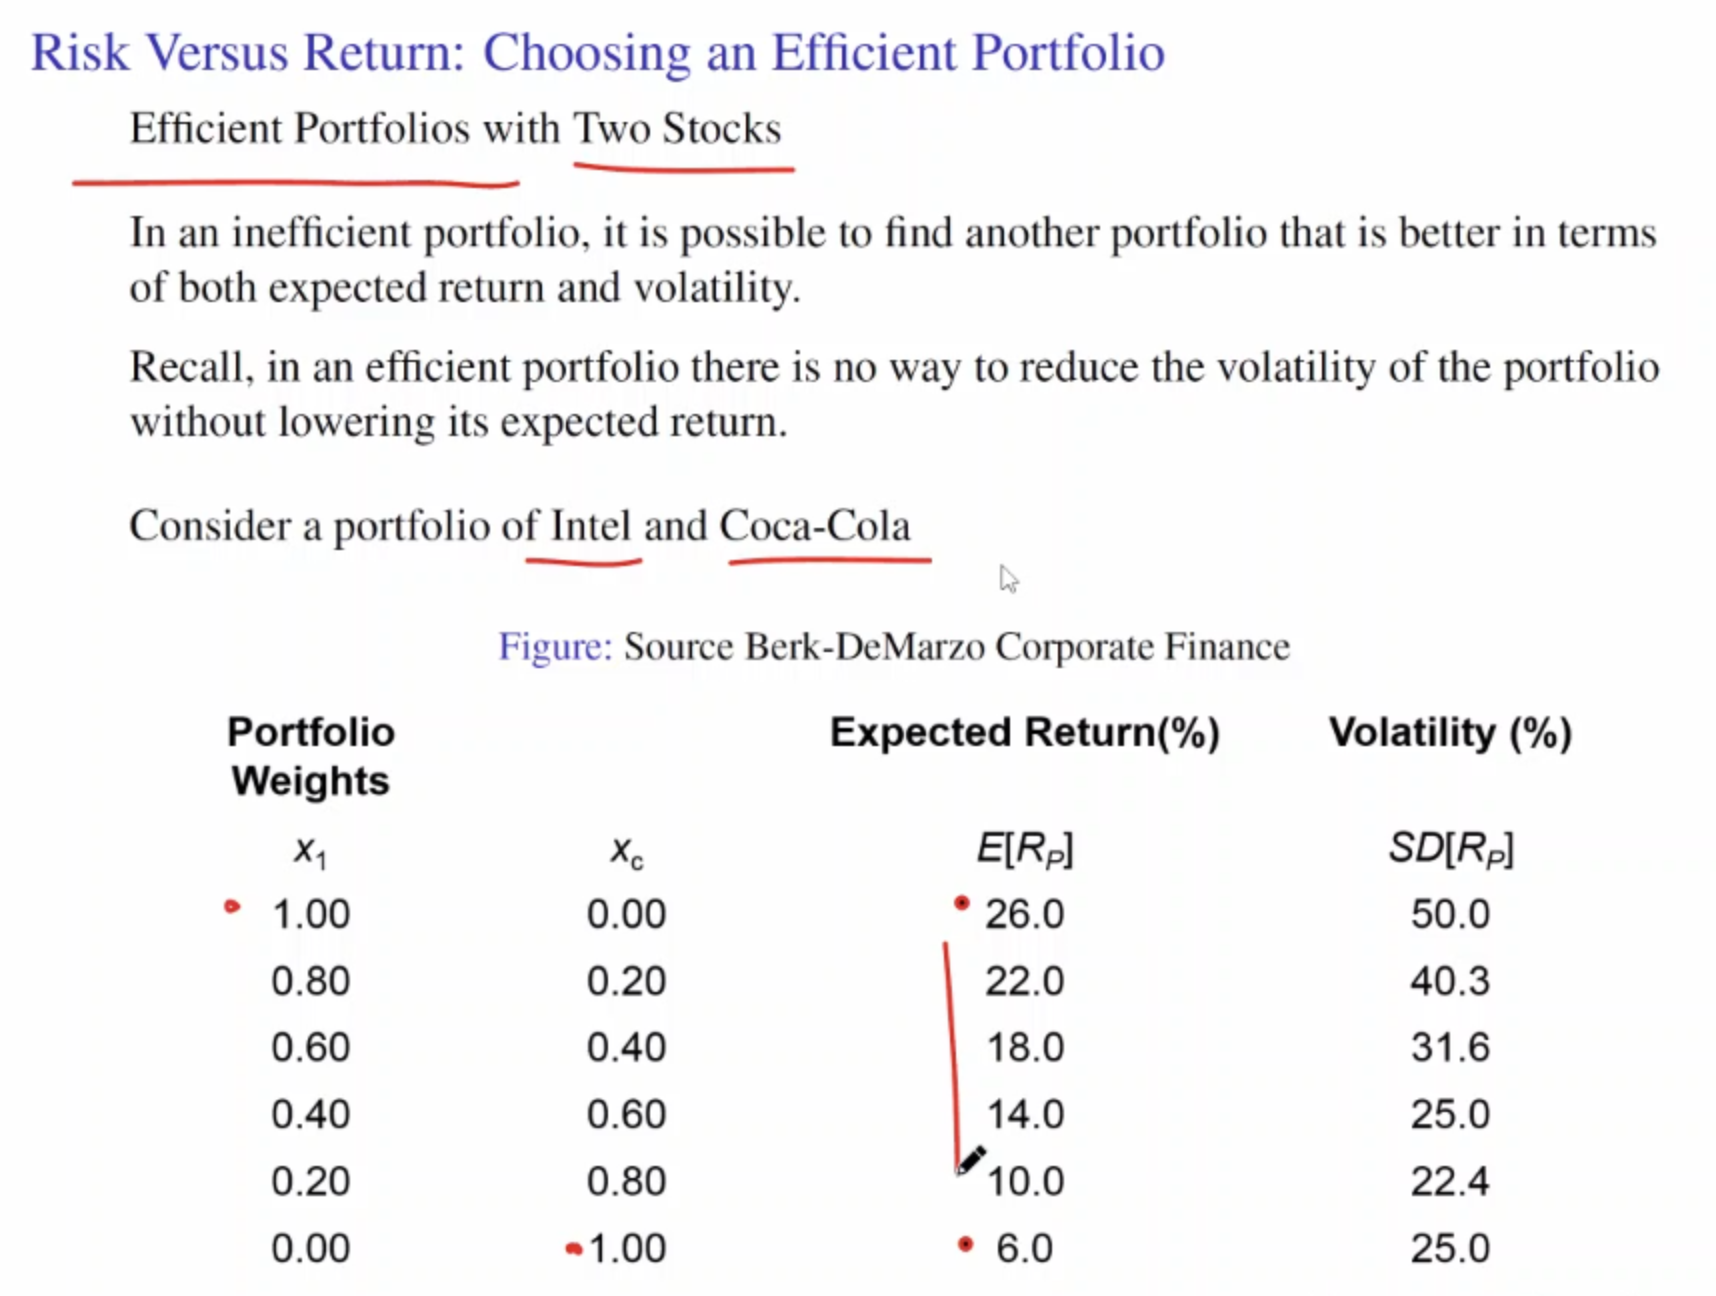 Risk Versus Return: Choosing an Efficient Portfolio
Efficient Portfolios with Two Stocks
In an inefficient portfolio, it is possible to find another portfolio that is better in terms
of both expected return and volatility.
Recall, in an efficient portfolio there is no way to reduce the volatility of the portfolio
without lowering its expected return.
Consider a portfolio of Intel and Coca-Cola
Figure: Source Berk-DeMarzo Corporate Finance
Portfolio Weights Expected Return(%) Volatility (%)
x1 xc E[RP] SD[RP]
1.00 0.00 26.0 50.0
0.80 0.20 22.0 40.3
0.60 0.40 18.0 31.6
0.40 0.60 14.0 25.0
0.20 0.80 10.0 22.4
0.00 1.00 6.0 25.0